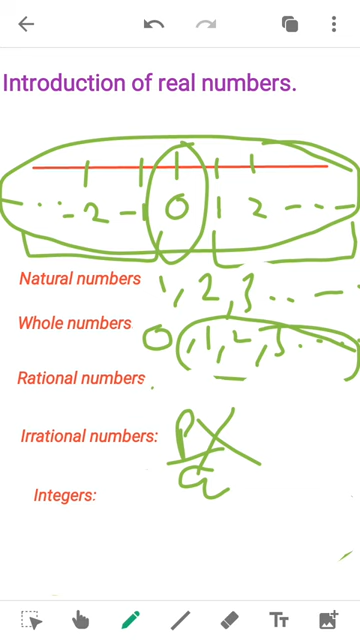 Introduction of real numbers.
... -2 -1 0 1 2 ----
Natural numbers 1, 2, 3 .. ---
Whole numbers 0, 1, 2, 3 ....
Rational numbers .
Irrational numbers: p/q
Integers:
Tt